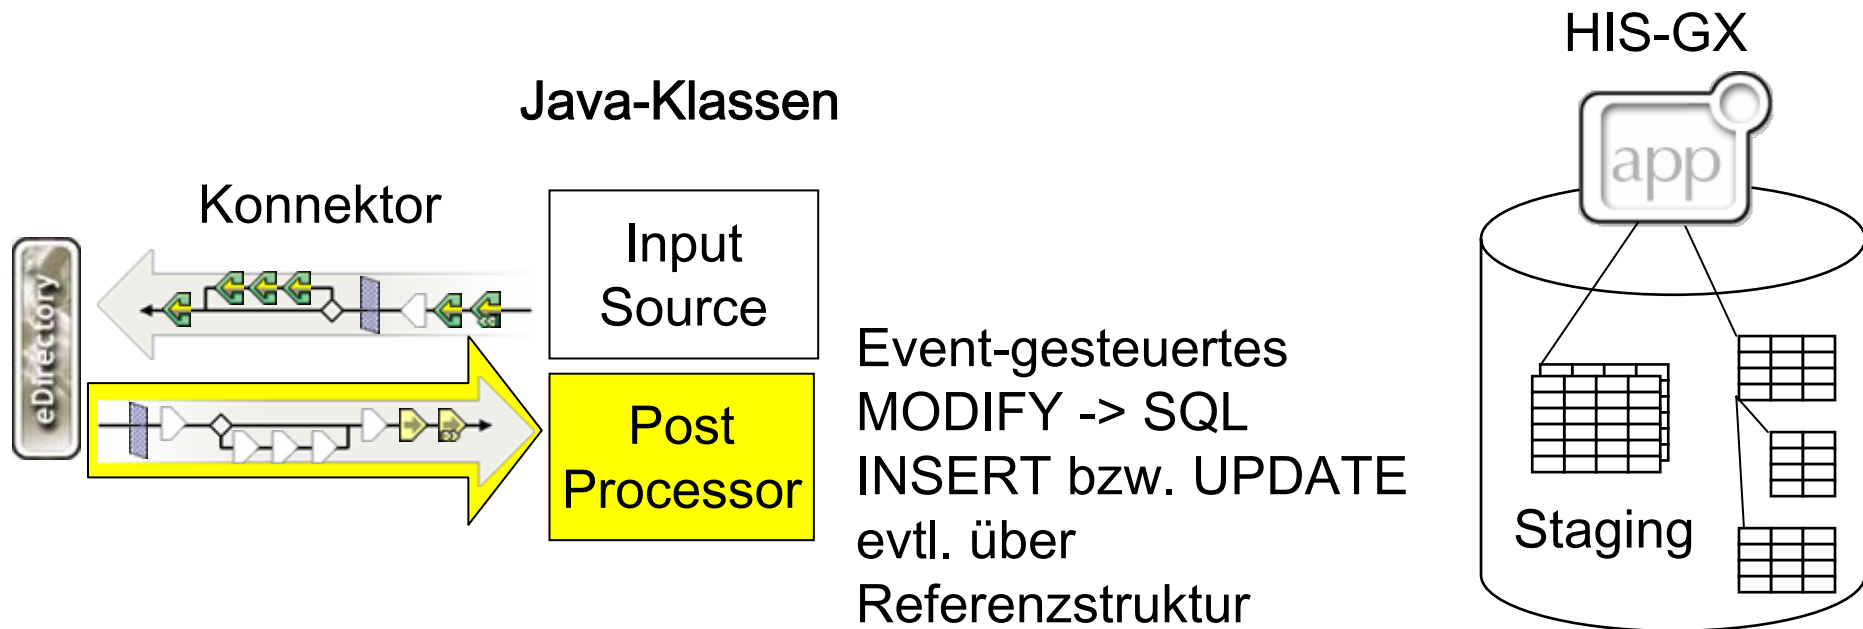 HIS-GX
Java-Klassen
app
Konnektor
eDirectory
Input
Source
Post
Processor
Event-gesteuertes
MODIFY -> SQL
INSERT bzw. UPDATE
evtl. über
Referenzstruktur
Staging